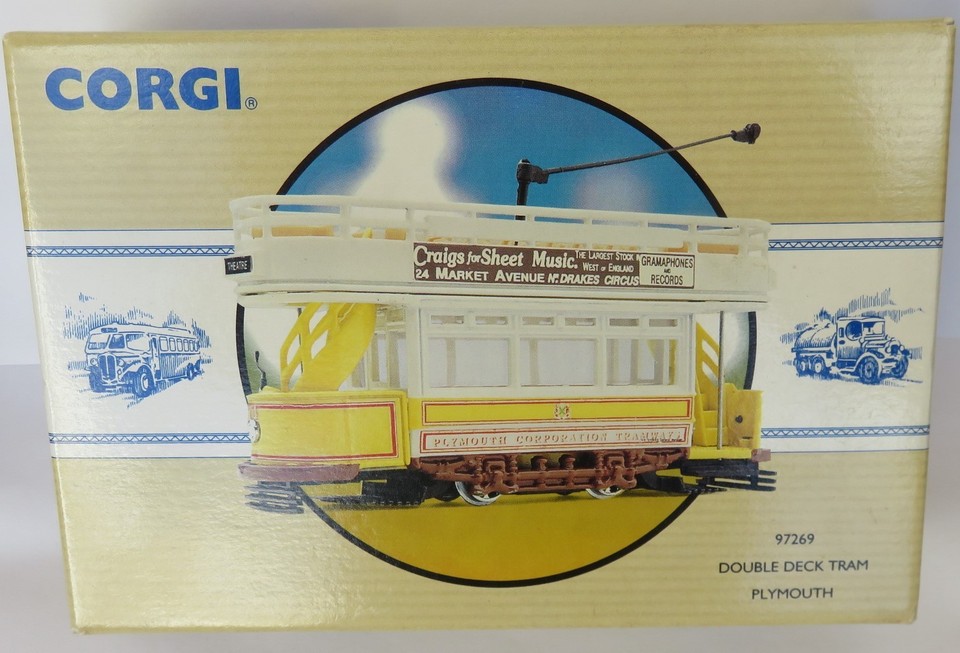 CORGI®
THEATRE
Craigs for Sheet Music. THE LARGEST STOCK IN
WEST OF ENGLAND
24 MARKET AVENUE NR. DRAKES CIRCUS
GRAMAPHONES
AND
RECORDS
PLYMOUTH CORPORATION TRAMWAYS
97269
DOUBLE DECK TRAM
PLYMOUTH